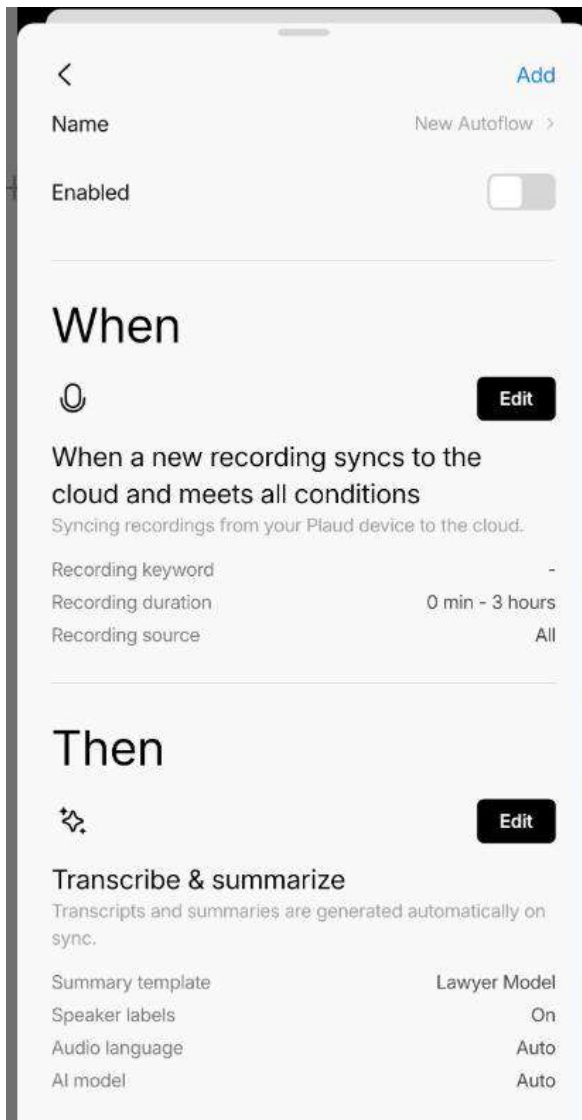 Add
Name New Autoflow >
Enabled
When
Edit
When a new recording syncs to the
cloud and meets all conditions
Syncing recordings from your Plaud device to the cloud.
Recording keyword -
Recording duration 0 min - 3 hours
Recording source All
Then
Edit
Transcribe & summarize
Transcripts and summaries are generated automatically on
sync.
Summary template Lawyer Model
Speaker labels On
Audio language Auto
AI model Auto